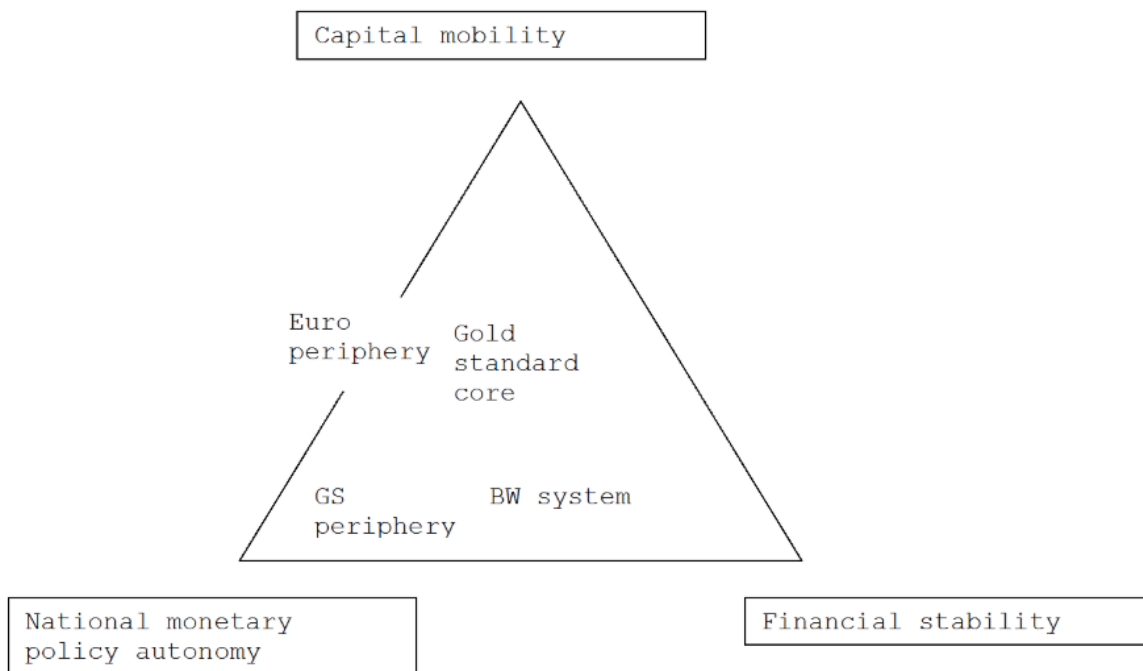 Capital mobility
Euro
periphery
Gold
standard
core
GS
periphery
BW system
National monetary
policy autonomy
Financial stability